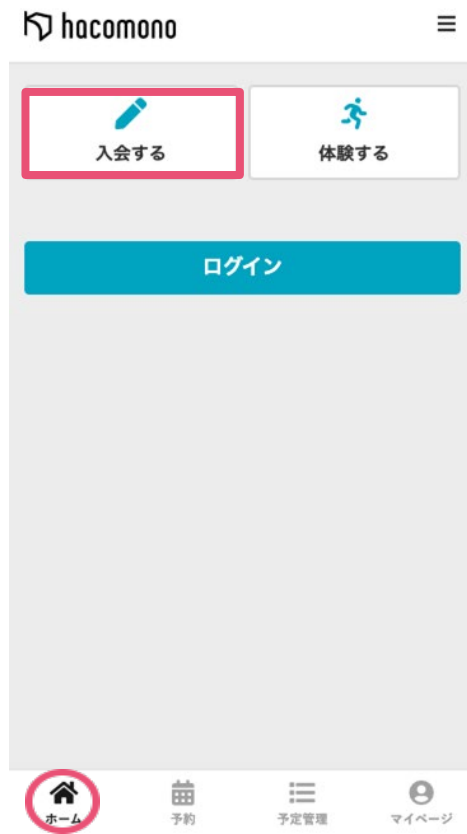 hacomono
入会する
体験する
ログイン
ホーム
予約
予定管理
マイページ